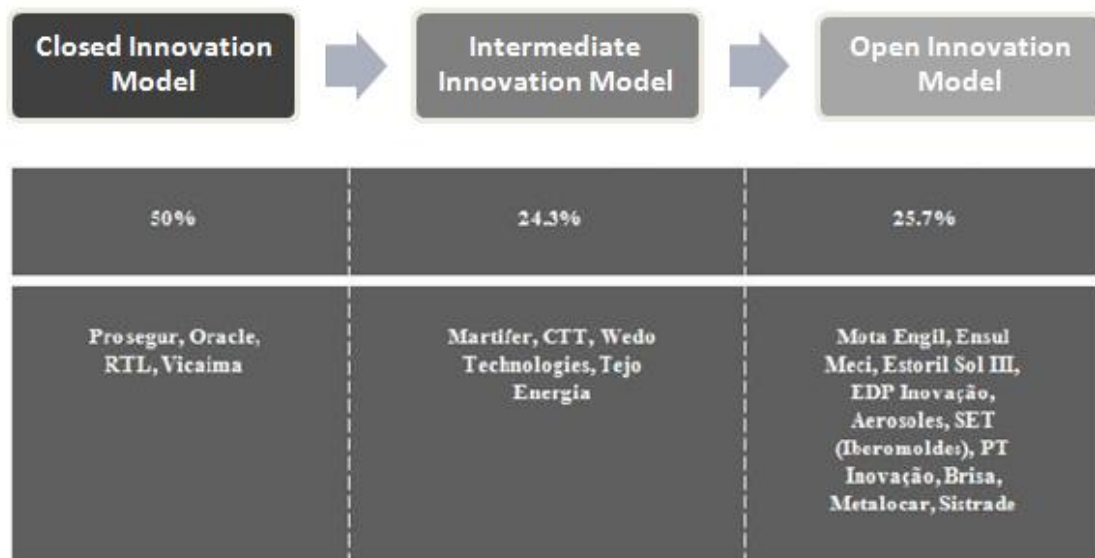 Closed Innovation
Model
Intermediate
Innovation Model
Open Innovation
Model
50%
24.3%
25.7%
Prosegur, Oracle,
RTL, Vicaima
Martifer, CTT, Wedo
Technologies, Tejo
Energia
Mota Engil, Ensul
Meci, Estoril Sol III,
EDP Inovação,
Aerosoles, SET
(Iberomoldes), PT
Inovação, Brisa,
Metalocar, Sistrade